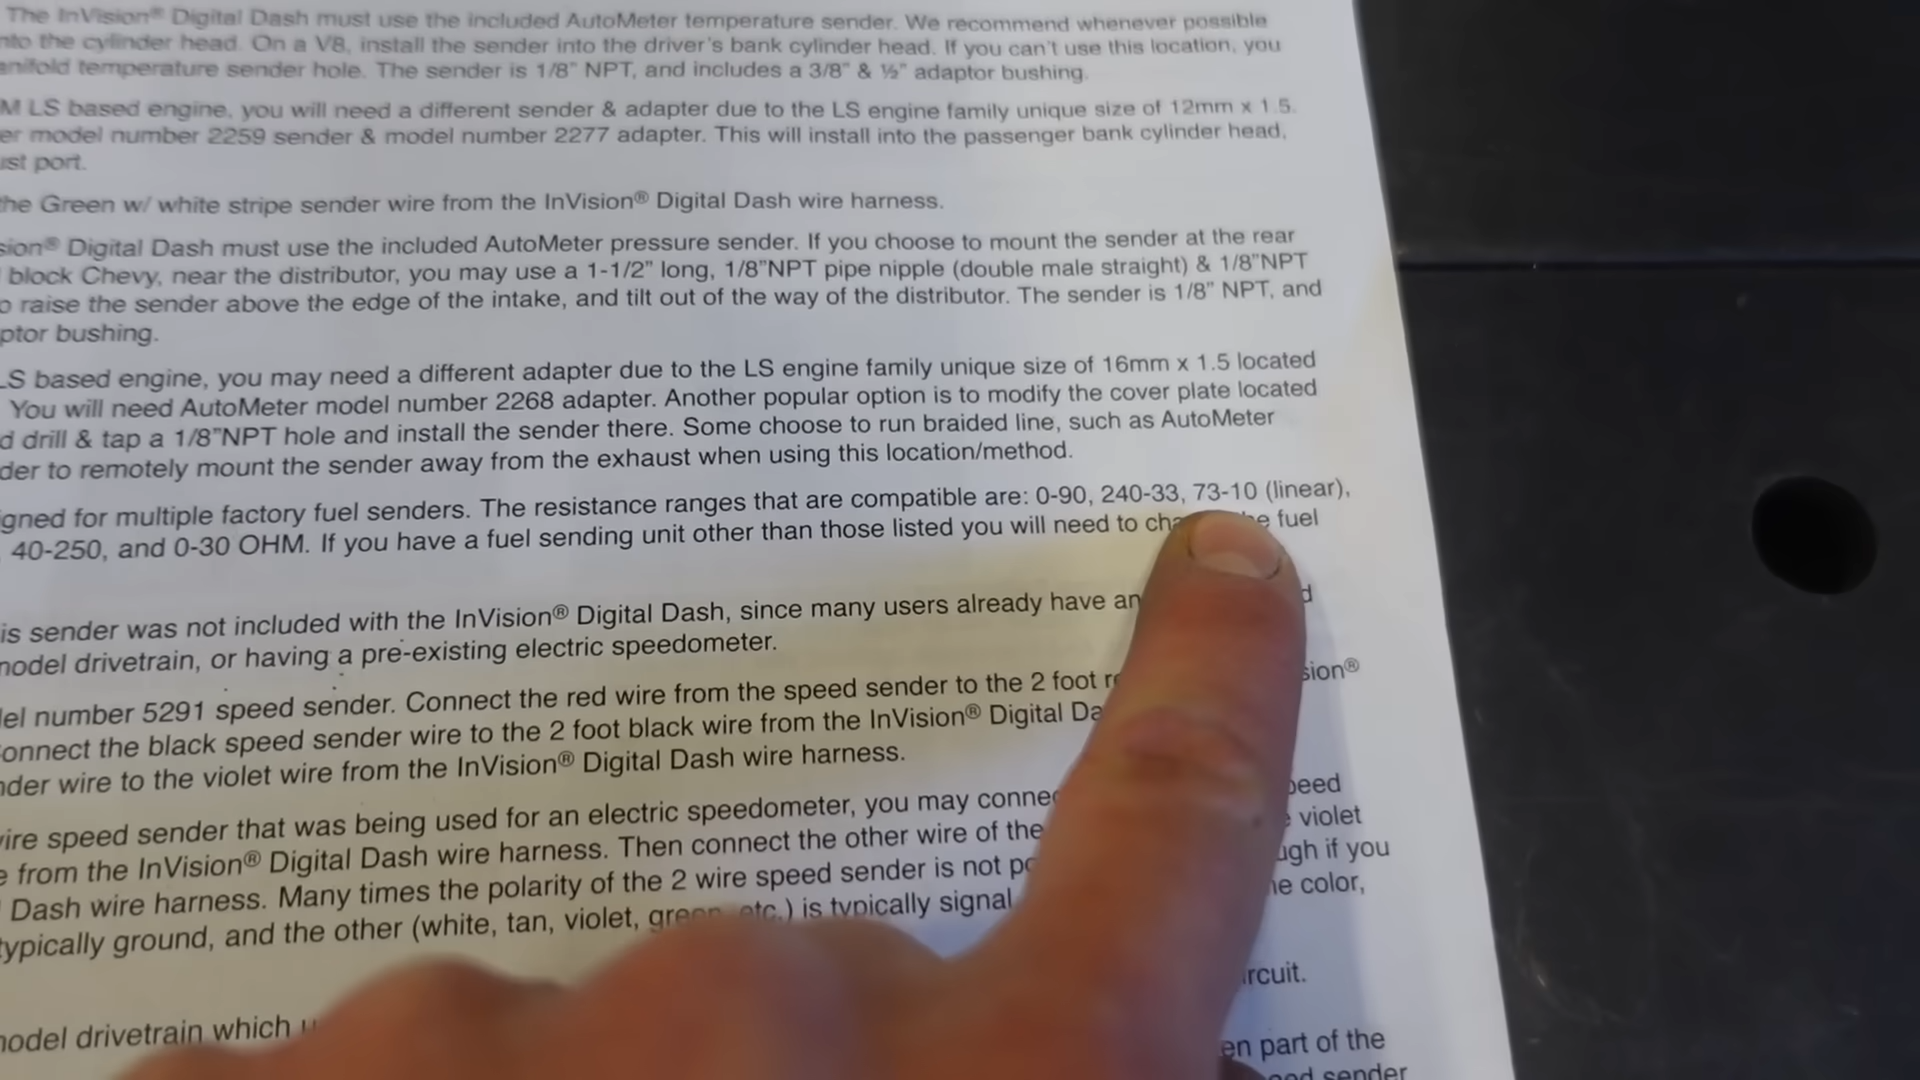 The InVision® Digital Dash must use the included AutoMeter temperature sender. We recommend whenever possible
the cylinder head. On a V8, install the sender into the driver's bank cylinder head. If you can't use this location, you
temperature sender hole. The sender is 1/8" NPT, and includes a 3/8" & ½" adaptor bushing.
M LS based engine, you will need a different sender & adapter due to the LS engine family unique size of 12mm x 1.5.
er model number 2259 sender & model number 2277 adapter. This will install into the passenger bank cylinder head,
ust port.
the Green w/ white stripe sender wire from the InVision® Digital Dash wire harness.
sion® Digital Dash must use the included AutoMeter pressure sender. If you choose to mount the sender at the rear
block Chevy, near the distributor, you may use a 1-1/2" long, 1/8"NPT pipe nipple (double male straight) & 1/8"NPT
o raise the sender above the edge of the intake, and tilt out of the way of the distributor. The sender is 1/8" NPT, and
ptor bushing.
LS based engine, you may need a different adapter due to the LS engine family unique size of 16mm x 1.5 located
You will need AutoMeter model number 2268 adapter. Another popular option is to modify the cover plate located
d drill & tap a 1/8"NPT hole and install the sender there. Some choose to run braided line, such as AutoMeter
der to remotely mount the sender away from the exhaust when using this location/method.
igned for multiple factory fuel senders. The resistance ranges that are compatible are: 0-90, 240-33, 73-10 (linear),
40-250, and 0-30 OHM. If you have a fuel sending unit other than those listed you will need to fuel
is sender was not included with the InVision® Digital Dash, since many users already have an
model drivetrain, or having a pre-existing electric speedometer.
el number 5291 speed sender. Connect the red wire from the speed sender to the 2 foot sion®
onnect the black speed sender wire to the 2 foot black wire from the InVision® Digital Da
nder wire to the violet wire from the InVision® Digital Dash wire harness.
wire speed sender that was being used for an electric speedometer, you may connec peed
e from the InVision® Digital Dash wire harness. Then connect the other wire of the violet
Dash wire harness. Many times the polarity of the 2 wire speed sender is not ugh if you
typically ground, and the other (white, tan, violet, green, etc.) is typically signal e color,
rcuit.
model drivetrain which
en part of the
sender